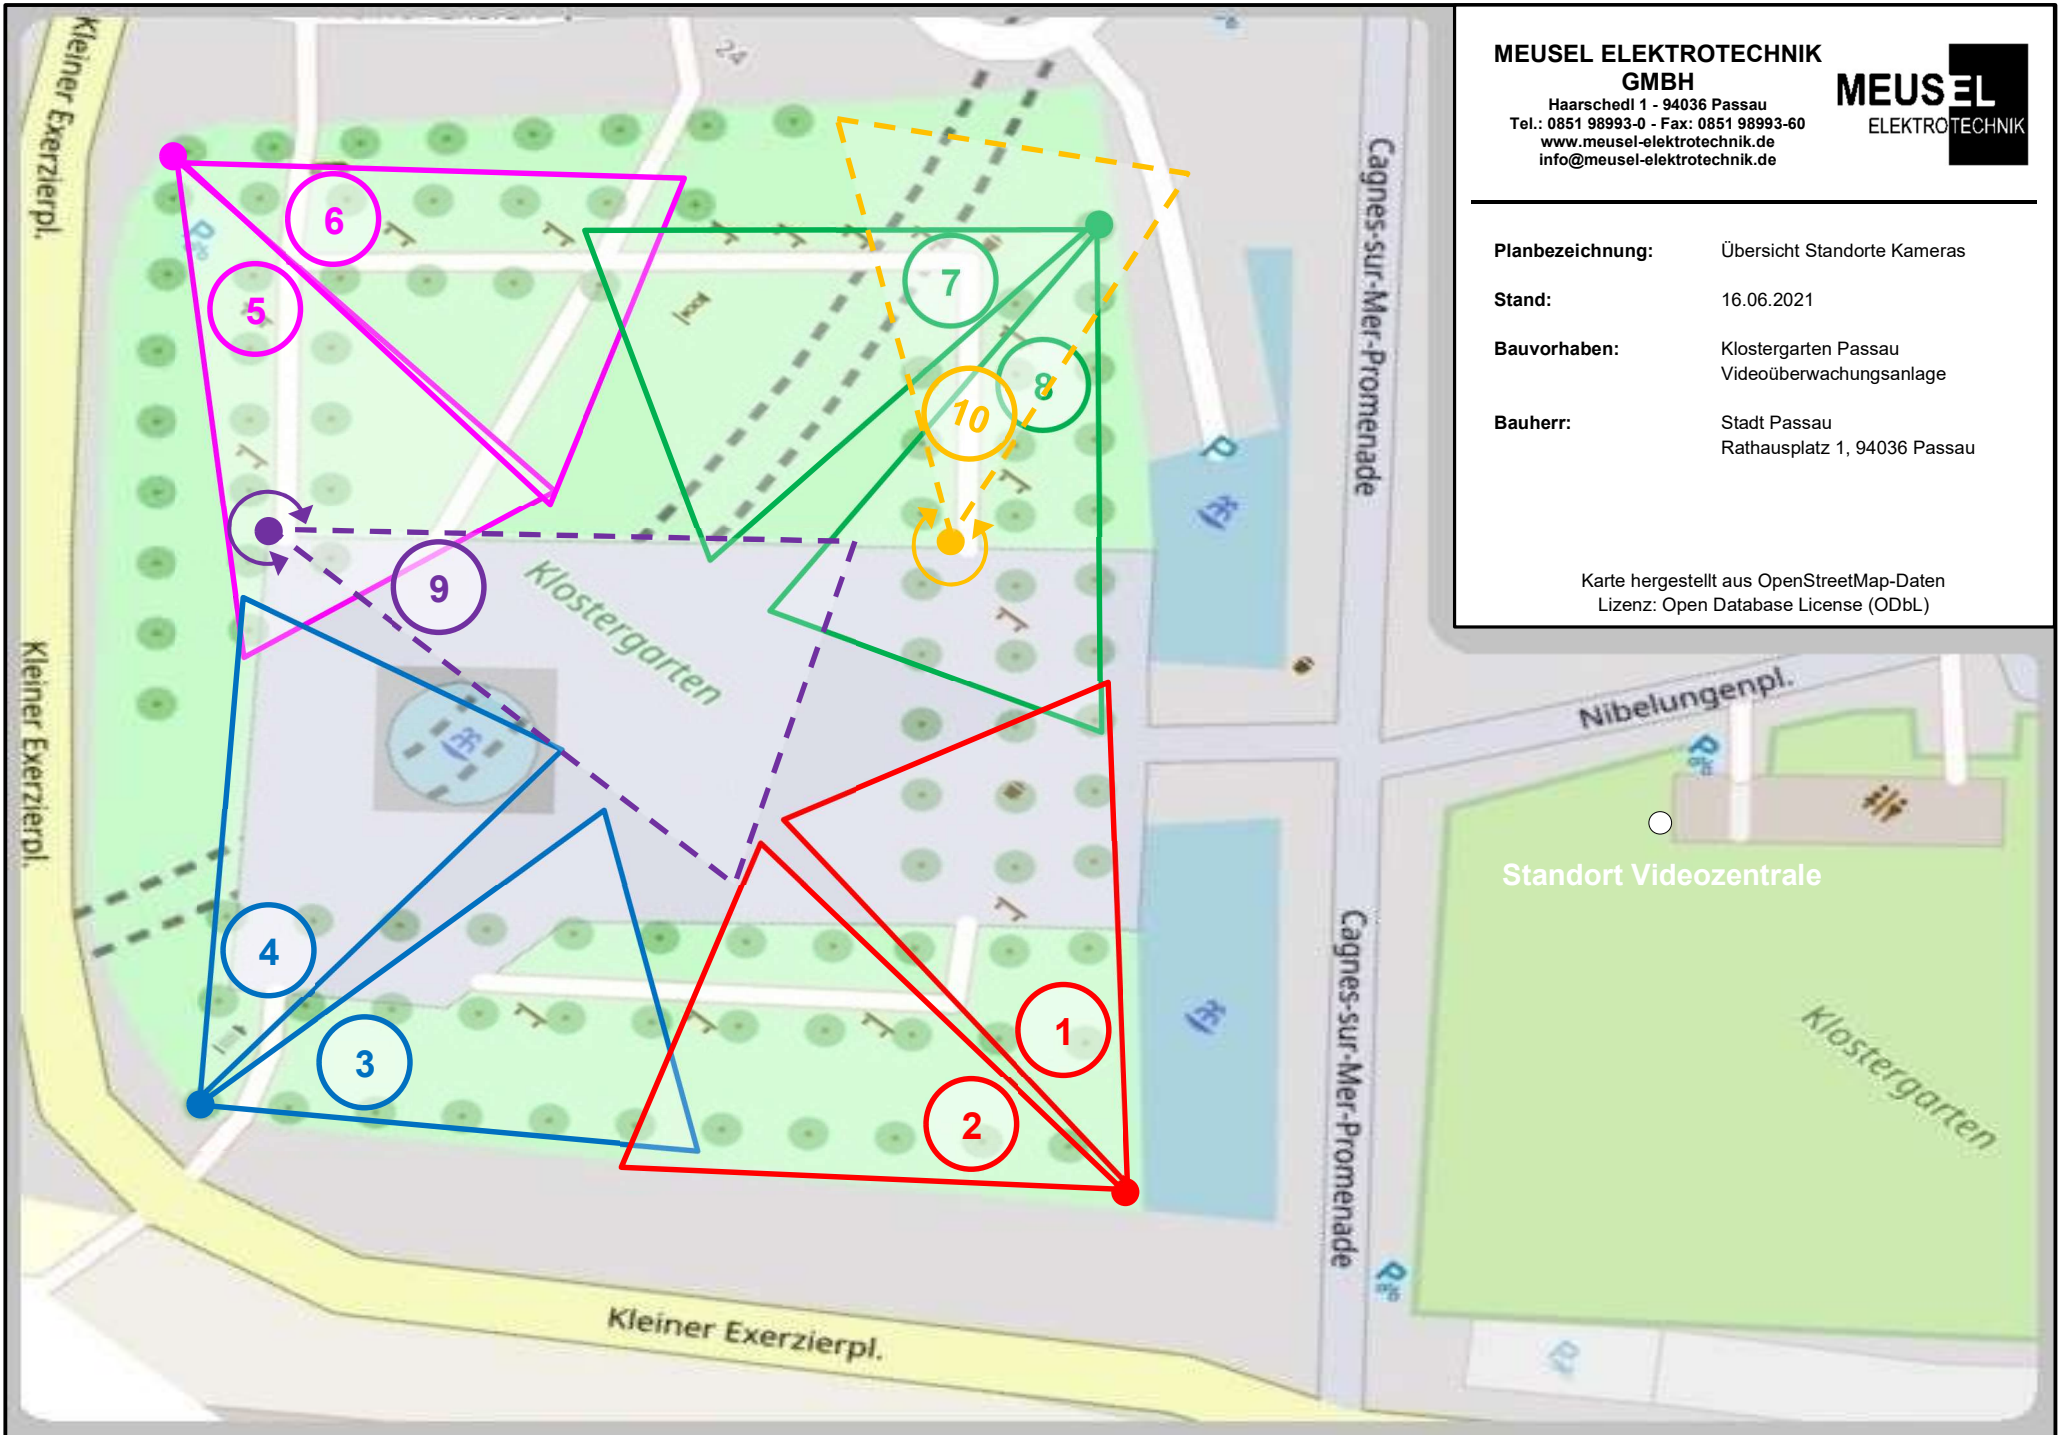 MEUSEL ELEKTROTECHNIK
GMBH
Haarschedl 1 - 94036 Passau
Tel.: 0851 98993-0 - Fax: 0851 98993-60
www.meusel-elektrotechnik.de
info@meusel-elektrotechnik.de
MEUSEL
ELEKTROTECHNIK
Planbezeichnung: Übersicht Standorte Kameras
Stand: 16.06.2021
Bauvorhaben: Klostergarten Passau
Videoüberwachungsanlage
Bauherr: Stadt Passau
Rathausplatz 1, 94036 Passau
Karte hergestellt aus OpenStreetMap-Daten
Lizenz: Open Database License (ODbL)
Kleiner Exerzierpl.
24
Cagnes-sur-Mer-Promenade
6
5
7
8
10
P
9
Klostergarten
Kleiner Exerzierpl.
Nibelungenpl.
P
Standort Videozentrale
4
3
1
2
Cagnes-sur-Mer-Promenade
Klostergarten
P
Kleiner Exerzierpl.
P